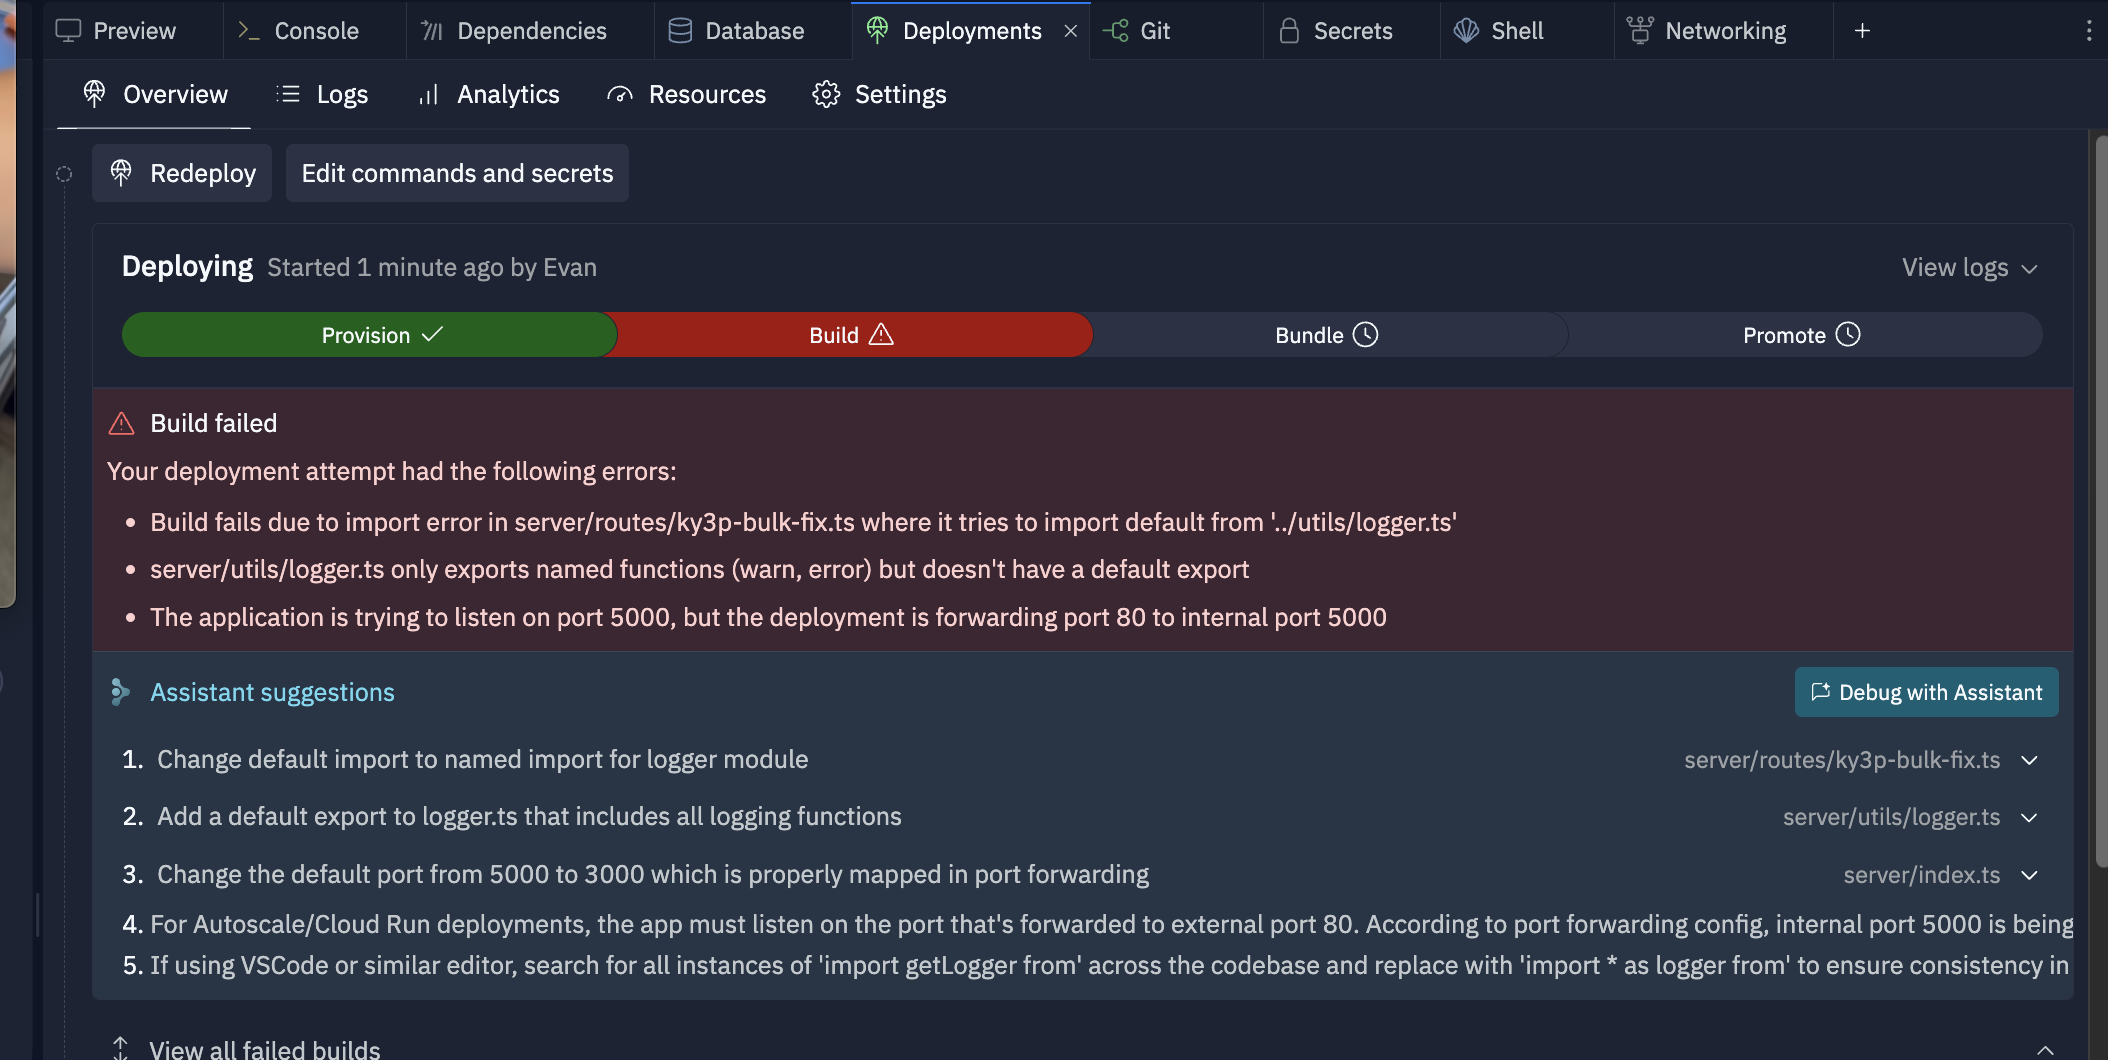 Preview Console Dependencies Database Deployments Git Secrets Shell Networking
Overview Logs Analytics Resources Settings
Redeploy Edit commands and secrets
Deploying Started 1 minute ago by Evan View logs
Provision Build Bundle Promote
Build failed
Your deployment attempt had the following errors:
• Build fails due to import error in server/routes/ky3p-bulk-fix.ts where it tries to import default from '../utils/logger.ts'
• server/utils/logger.ts only exports named functions (warn, error) but doesn't have a default export
• The application is trying to listen on port 5000, but the deployment is forwarding port 80 to internal port 5000
Assistant suggestions Debug with Assistant
1. Change default import to named import for logger module server/routes/ky3p-bulk-fix.ts
2. Add a default export to logger.ts that includes all logging functions server/utils/logger.ts
3. Change the default port from 5000 to 3000 which is properly mapped in port forwarding server/index.ts
4. For Autoscale/Cloud Run deployments, the app must listen on the port that's forwarded to external port 80. According to port forwarding config, internal port 5000 is being
5. If using VSCode or similar editor, search for all instances of 'import getLogger from' across the codebase and replace with 'import * as logger from' to ensure consistency in
View all failed builds